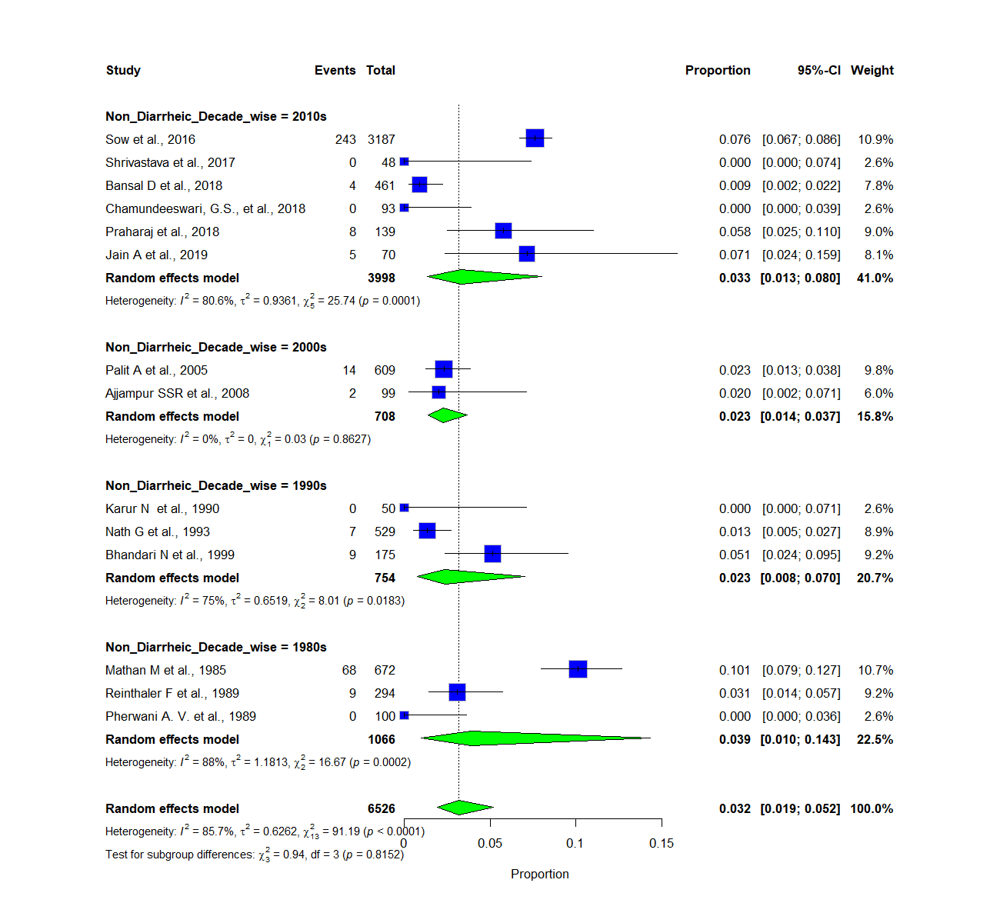 Study Events Total Proportion 95%-CI Weight
Non_Diarrheic_Decade_wise = 2010s
Sow et al., 2016 243 3187 0.076 [0.067; 0.086] 10.9%
Shrivastava et al., 2017 0 48 0.000 [0.000; 0.074] 2.6%
Bansal D et al., 2018 4 461 0.009 [0.002; 0.022] 7.8%
Chamundeeswari, G.S., et al., 2018 0 93 0.000 [0.000; 0.039] 2.6%
Praharaj et al., 2018 8 139 0.058 [0.025; 0.110] 9.0%
Jain A et al., 2019 5 70 0.071 [0.024; 0.159] 8.1%
Random effects model 3998 0.033 [0.013; 0.080] 41.0%
Heterogeneity: I² = 80.6%, τ² = 0.9361, χ²₅ = 25.74 (p = 0.0001)
Non_Diarrheic_Decade_wise = 2000s
Palit A et al., 2005 14 609 0.023 [0.013; 0.038] 9.8%
Ajjampur SSR et al., 2008 2 99 0.020 [0.002; 0.071] 6.0%
Random effects model 708 0.023 [0.014; 0.037] 15.8%
Heterogeneity: I² = 0%, τ² = 0, χ²₁ = 0.03 (p = 0.8627)
Non_Diarrheic_Decade_wise = 1990s
Karur N et al., 1990 0 50 0.000 [0.000; 0.071] 2.6%
Nath G et al., 1993 7 529 0.013 [0.005; 0.027] 8.9%
Bhandari N et al., 1999 9 175 0.051 [0.024; 0.095] 9.2%
Random effects model 754 0.023 [0.008; 0.070] 20.7%
Heterogeneity: I² = 75%, τ² = 0.6519, χ²₂ = 8.01 (p = 0.0183)
Non_Diarrheic_Decade_wise = 1980s
Mathan M et al., 1985 68 672 0.101 [0.079; 0.127] 10.7%
Reinthaler F et al., 1989 9 294 0.031 [0.014; 0.057] 9.2%
Pherwani A. V. et al., 1989 0 100 0.000 [0.000; 0.036] 2.6%
Random effects model 1066 0.039 [0.010; 0.143] 22.5%
Heterogeneity: I² = 88%, τ² = 1.1813, χ²₂ = 16.67 (p = 0.0002)
Random effects model 6526 0.032 [0.019; 0.052] 100.0%
Heterogeneity: I² = 85.7%, τ² = 0.6262, χ²₁₃ = 91.19 (p < 0.0001)
0 0.05 0.1 0.15
Test for subgroup differences: χ²₃ = 0.94, df = 3 (p = 0.8152)
Proportion